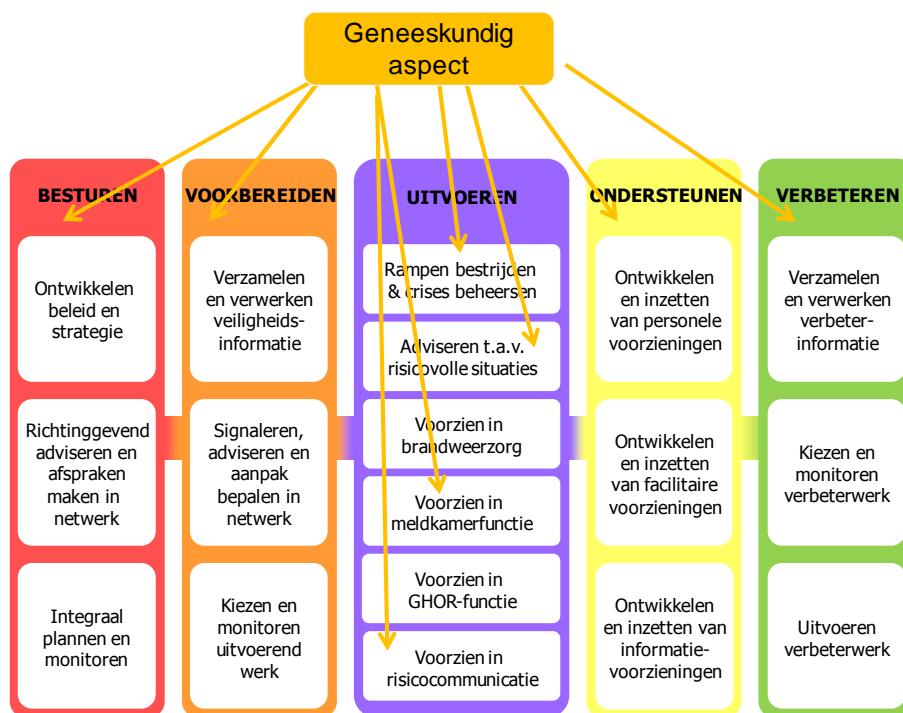 Geneeskundig
aspect
BESTUREN
Ontwikkelen
beleid en
strategie
Richtinggevend
adviseren en
afspraken
maken in
netwerk
Integraal
plannen en
monitoren
VOORBEREIDEN
Verzamelen
en verwerken
veiligheids-
informatie
Signaleren,
adviseren en
aanpak
bepalen in
netwerk
Kiezen en
monitoren
uitvoerend
werk
UITVOEREN
Rampen bestrijden
& crises beheersen
Adviseren t.a.v.
risicovolle situaties
Voorzien in
brandweerzorg
Voorzien in
meldkamerfunctie
Voorzien in
GHOR-functie
Voorzien in
risicocommunicatie
ONDERSTEUNEN
Ontwikkelen
en inzetten
van personele
voorzieningen
Ontwikkelen
en inzetten
van facilitaire
voorzieningen
Ontwikkelen
en inzetten van
informatie-
voorzieningen
VERBETEREN
Verzamelen
en verwerken
verbeter-
informatie
Kiezen en
monitoren
verbeterwerk
Uitvoeren
verbeterwerk